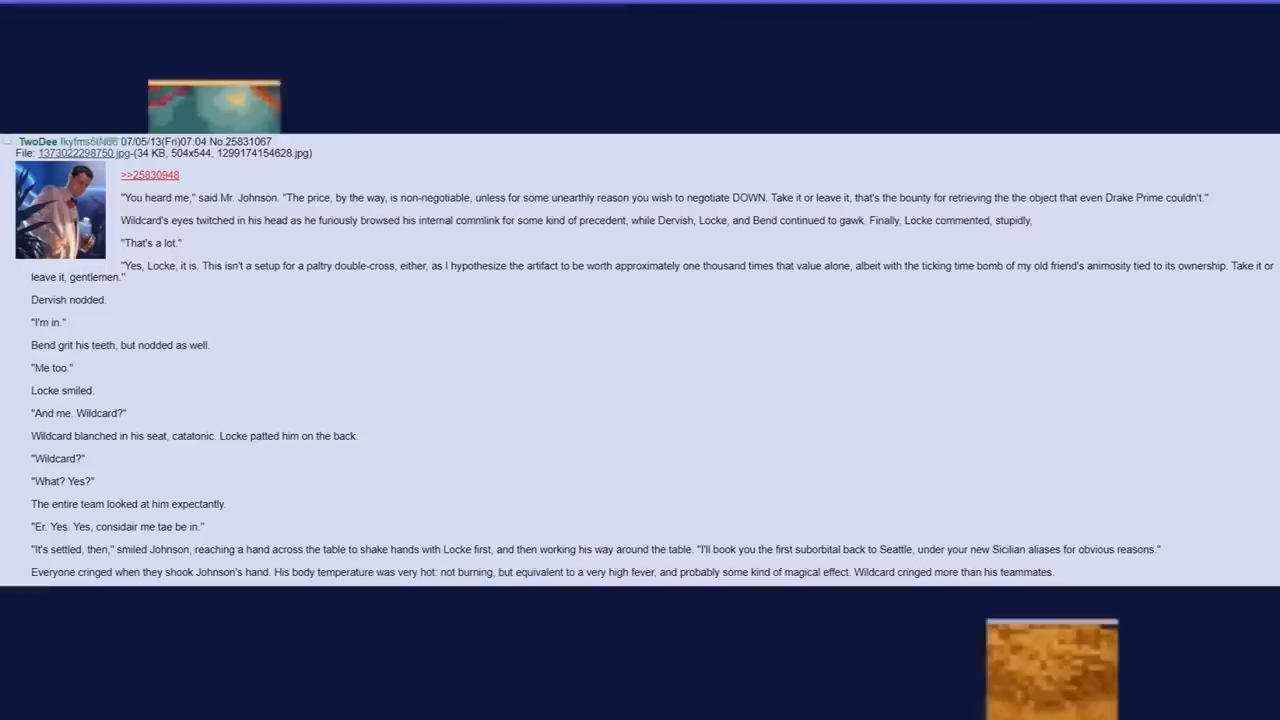 TwoDee 07/05/13(Fri)07:04 No.25831067
File: 1373022298750.jpg-(34 KB, 504x544, 1299174154628.jpg)
>>25830948
"You heard me," said Mr. Johnson. "The price, by the way, is non-negotiable, unless for some unearthly reason you wish to negotiate DOWN. Take it or leave it, that's the bounty for retrieving the the object that even Drake Prime couldn't."
Wildcard's eyes twitched in his head as he furiously browsed his internal commlink for some kind of precedent, while Dervish, Locke, and Bend continued to gawk. Finally, Locke commented, stupidly,
"That's a lot."
"Yes, Locke, it is. This isn't a setup for a paltry double-cross, either, as I hypothesize the artifact to be worth approximately one thousand times that value alone, albeit with the ticking time bomb of my old friend's animosity tied to its ownership. Take it or
leave it, gentlemen."
Dervish nodded.
"I'm in."
Bend grit his teeth, but nodded as well.
"Me too."
Locke smiled.
"And me. Wildcard?"
Wildcard blanched in his seat, catatonic. Locke patted him on the back.
"Wildcard?"
"What? Yes?"
The entire team looked at him expectantly.
"Er. Yes. Yes, considair me tae be in."
"It's settled, then," smiled Johnson, reaching a hand across the table to shake hands with Locke first, and then working his way around the table. "I'll book you the first suborbital back to Seattle, under your new Sicilian aliases for obvious reasons."
Everyone cringed when they shook Johnson's hand. His body temperature was very hot: not burning, but equivalent to a very high fever, and probably some kind of magical effect. Wildcard cringed more than his teammates.